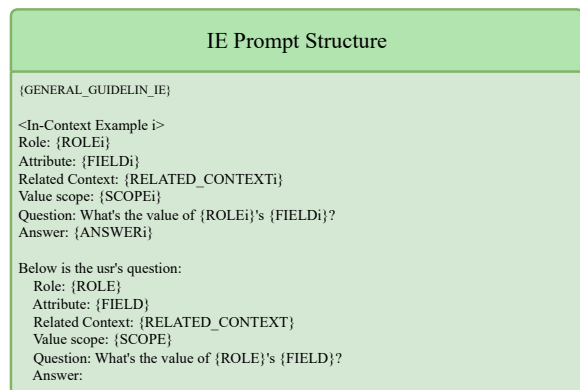 IE Prompt Structure
{GENERAL_GUIDELIN_IE}
<In-Context Example i>
Role: {ROLEi}
Attribute: {FIELDi}
Related Context: {RELATED_CONTEXTi}
Value scope: {SCOPEi}
Question: What's the value of {ROLEi}'s {FIELDi}?
Answer: {ANSWERi}
Below is the usr's question:
Role: {ROLE}
Attribute: {FIELD}
Related Context: {RELATED_CONTEXT}
Value scope: {SCOPE}
Question: What's the value of {ROLE}'s {FIELD}?
Answer: